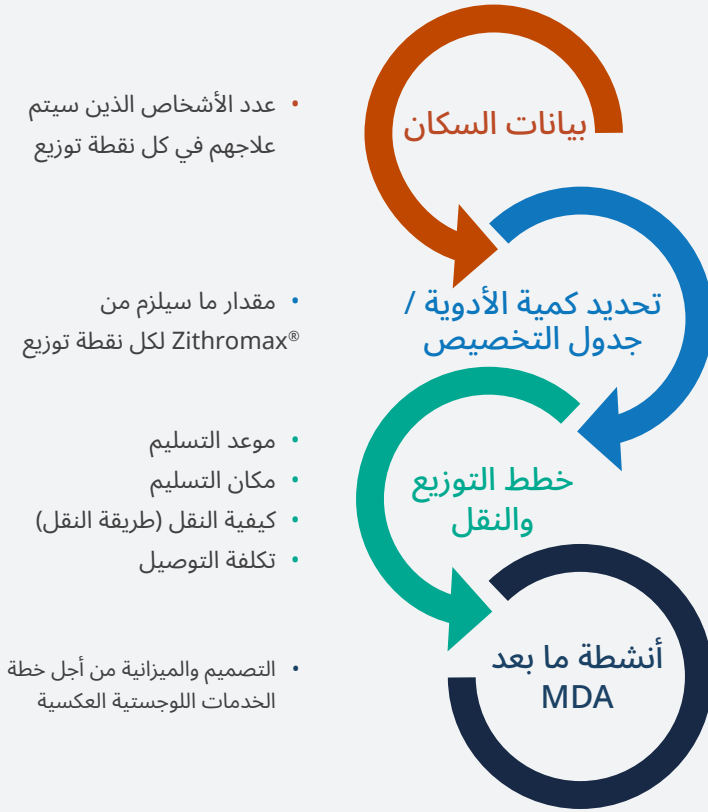 بيانات السكان
• عدد الأشخاص الذين سيتم
علاجهم في كل نقطة توزيع
تحديد كمية الأدوية /
جدول التخصيص
• مقدار ما سيلزم من
Zithromax®‎ لكل نقطة توزيع
خطط التوزيع
والنقل
• موعد التسليم
• مكان التسليم
• كيفية النقل (طريقة النقل)
• تكلفة التوصيل
أنشطة ما بعد
MDA
• التصميم والميزانية من أجل خطة
الخدمات اللوجستية العكسية